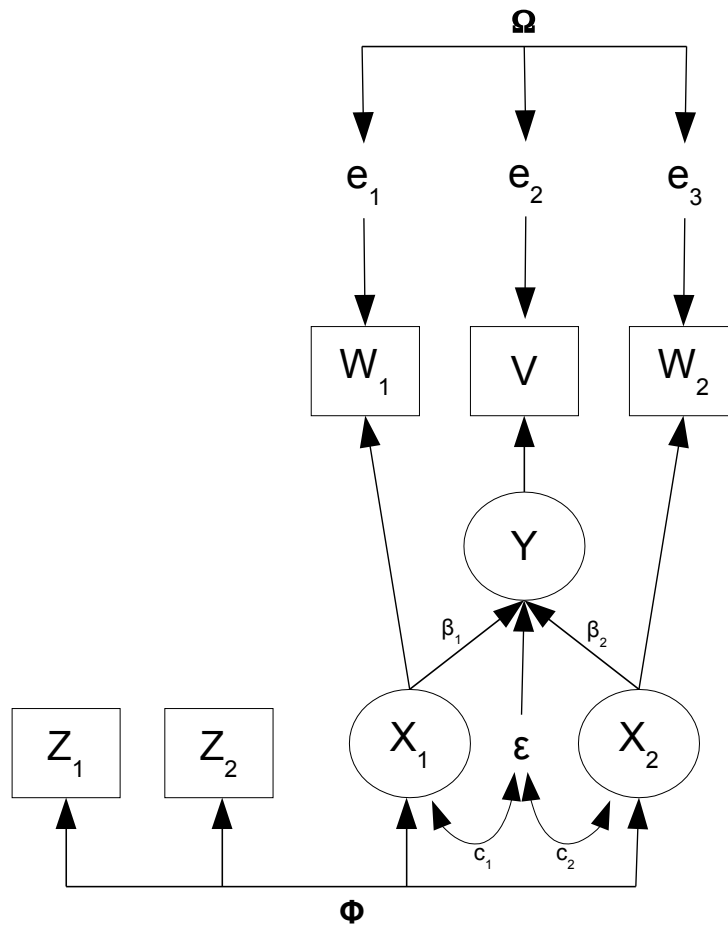 Ω
e₁ e₂ e₃
W₁ V W₂
Y
β₁ β₂
Z₁ Z₂ X₁ ε X₂
c₁ c₂
Φ